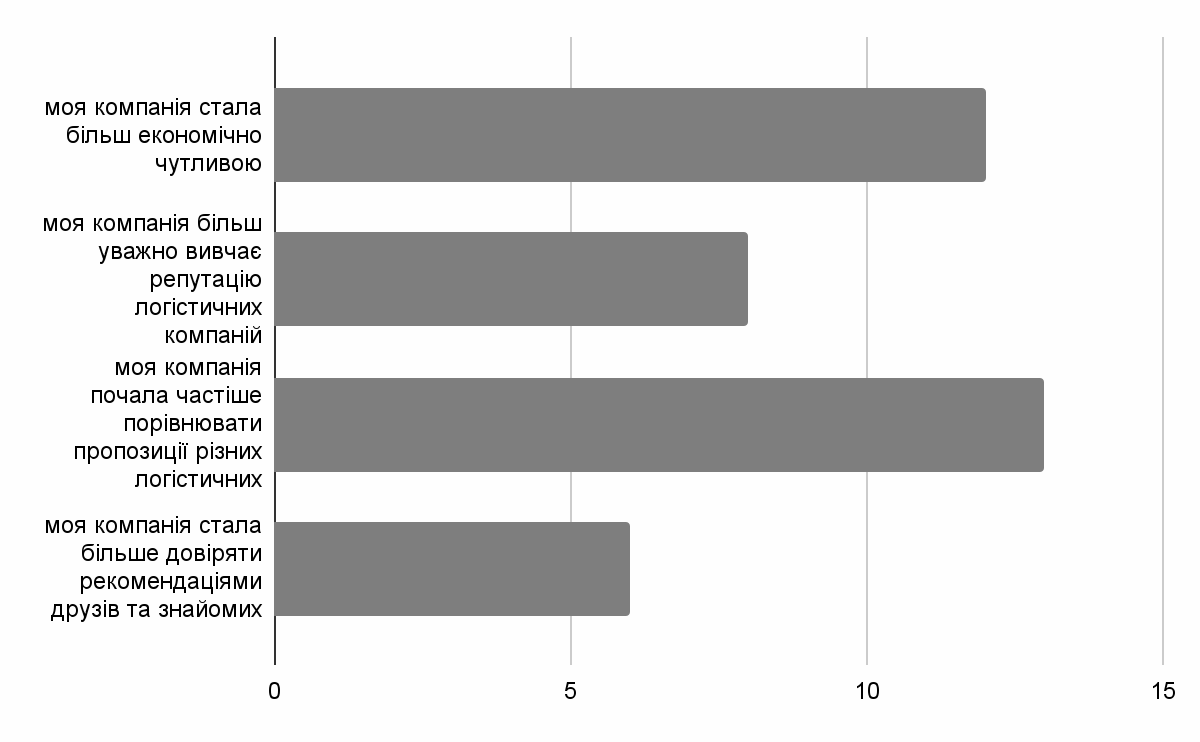 моя компанія стала
більш економічно
чутливою
моя компанія більш
уважно вивчає
репутацію
логістичних
компаній
моя компанія
почала частіше
порівнювати
пропозиції різних
логістичних
моя компанія стала
більше довіряти
рекомендаціями
друзів та знайомих
0
5
10
15